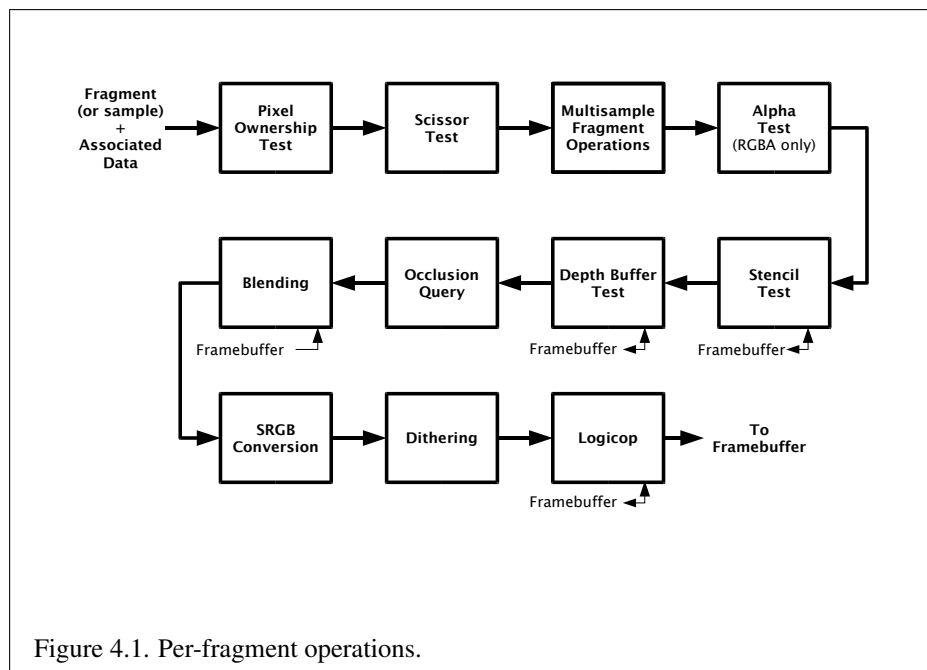 Fragment
(or sample)
+
Associated
Data
Pixel
Ownership
Test
Scissor
Test
Multisample
Fragment
Operations
Alpha
Test
(RGBA only)
Blending
Occlusion
Query
Depth Buffer
Test
Stencil
Test
Framebuffer
Framebuffer
Framebuffer
SRGB
Conversion
Dithering
Logicop
To
Framebuffer
Framebuffer
Figure 4.1. Per-fragment operations.